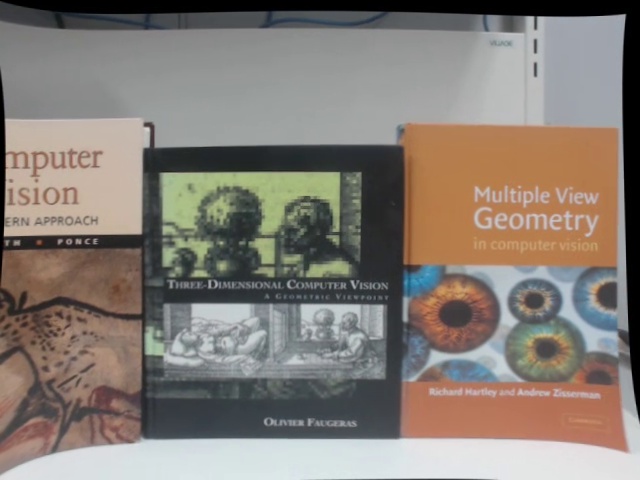 mputer
ision
ERN APPROACH
TH ▪ PONCE
THREE-DIMENSIONAL COMPUTER VISION
A GEOMETRIC VIEWPOINT
OLIVIER FAUGERAS
Multiple View
Geometry
in computer vision
Richard Hartley and Andrew Zisserman